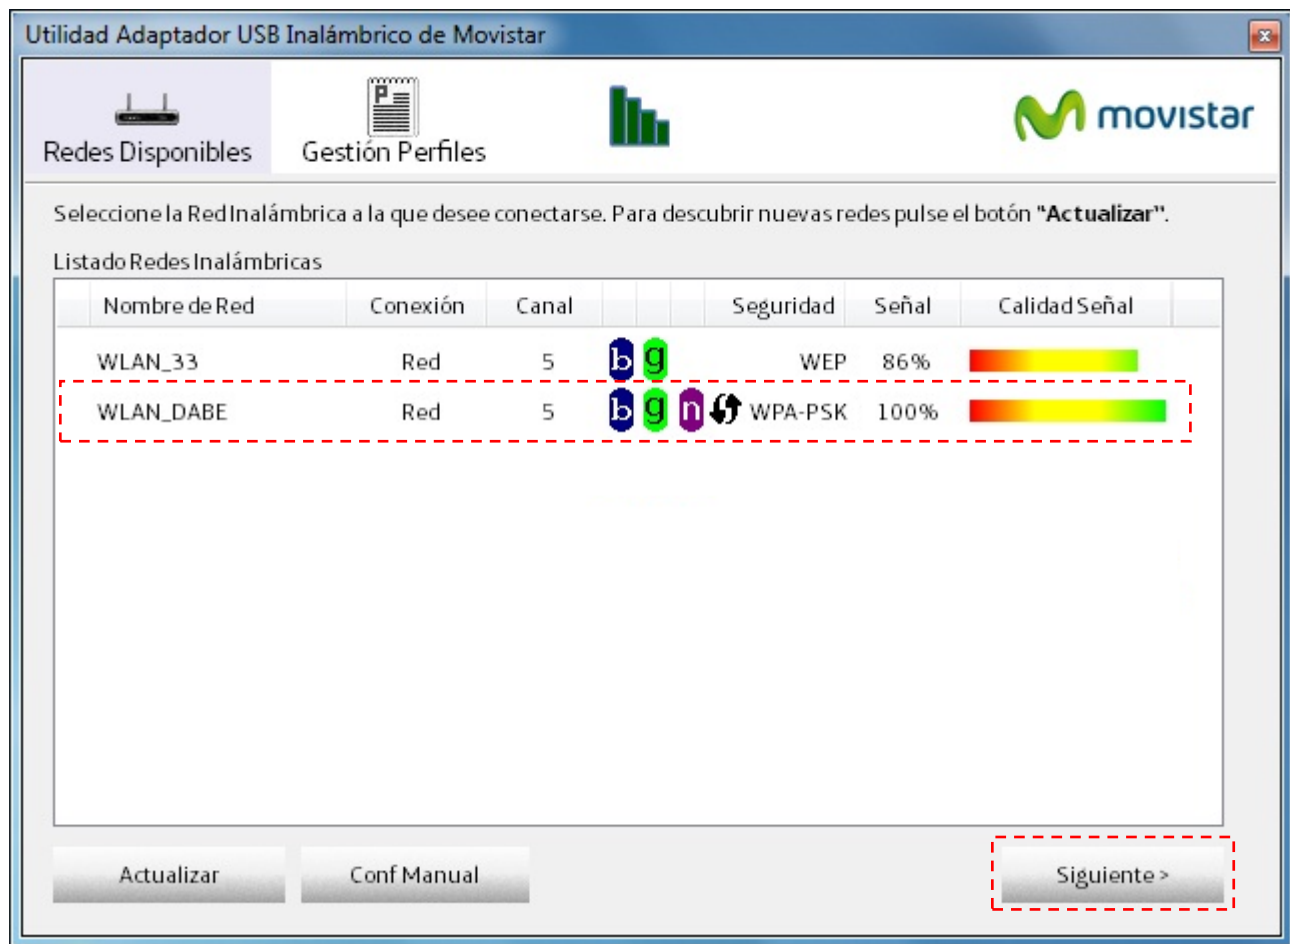 Utilidad Adaptador USB Inalámbrico de Movistar
x
P
movistar
Redes Disponibles Gestión Perfiles
Seleccione la Red Inalámbrica a la que desee conectarse. Para descubrir nuevas redes pulse el botón "Actualizar".
Listado Redes Inalámbricas
Nombre de Red Conexión Canal Seguridad Señal Calidad Señal
WLAN_33 Red 5 b g WEP 86%
WLAN_DABE Red 5 b g n WPA-PSK 100%
Actualizar Conf Manual Siguiente >